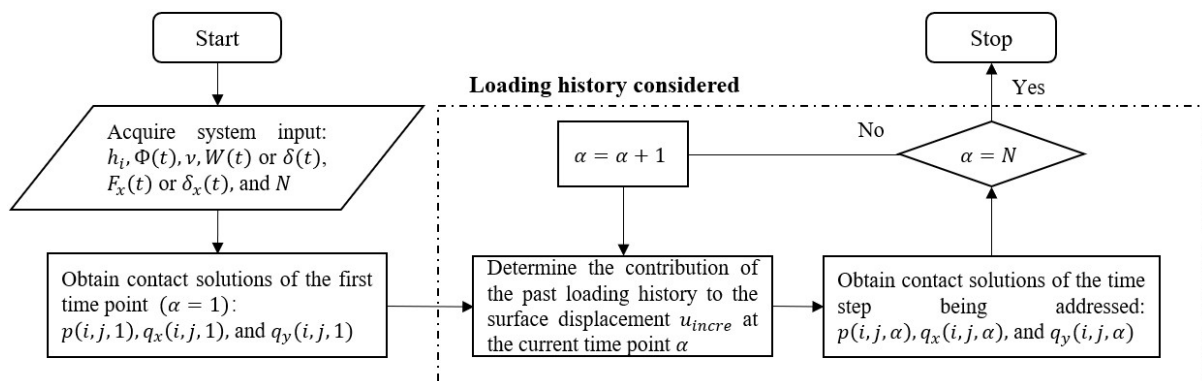 Start
Acquire system input:
h_i, Φ(t), ν, W(t) or δ(t),
F_x(t) or δ_x(t), and N
Obtain contact solutions of the first
time point (α = 1):
p(i, j, 1), q_x(i, j, 1), and q_y(i, j, 1)
Loading history considered
α = α + 1
Determine the contribution of
the past loading history to the
surface displacement u_incre at
the current time point α
Obtain contact solutions of the time
step being addressed:
p(i, j, α), q_x(i, j, α), and q_y(i, j, α)
α = N
No
Yes
Stop